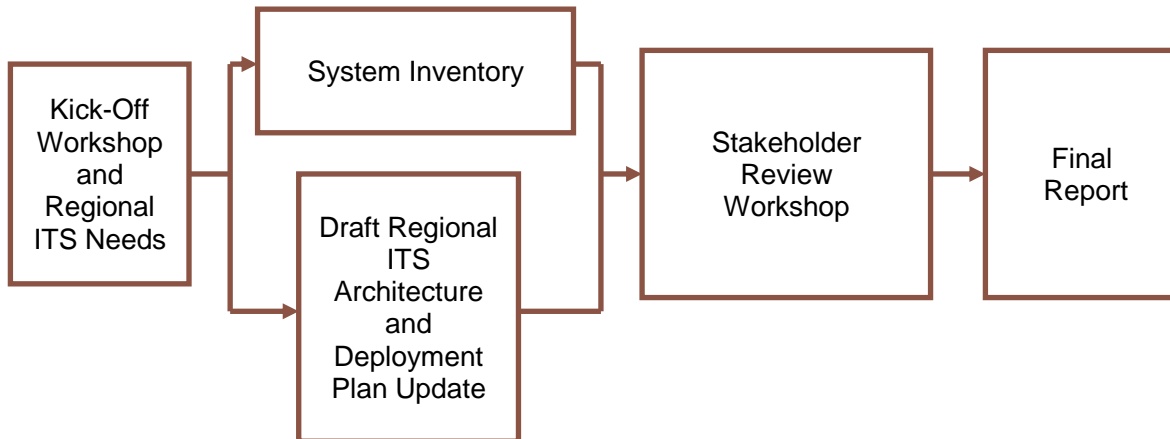 Kick-Off
Workshop
and
Regional
ITS Needs
System Inventory
Draft Regional
ITS
Architecture
and
Deployment
Plan Update
Stakeholder
Review
Workshop
Final
Report